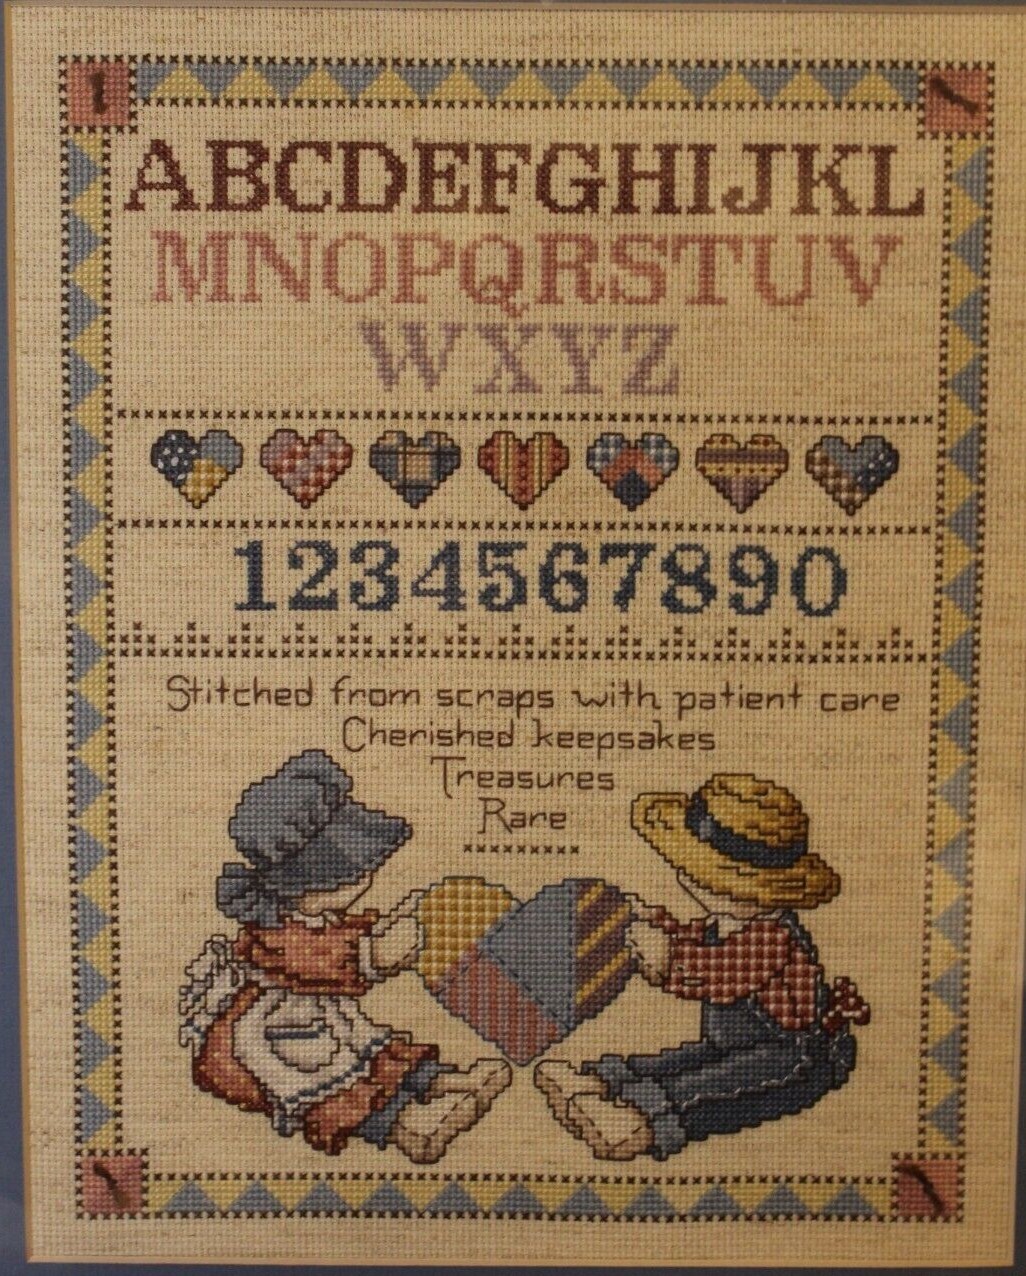 ABCDEFGHIJKL
MNOPQRSTUV
WXYZ
1234567890
Stitched from scraps with patient care
Cherished keepsakes
Treasures
Rare